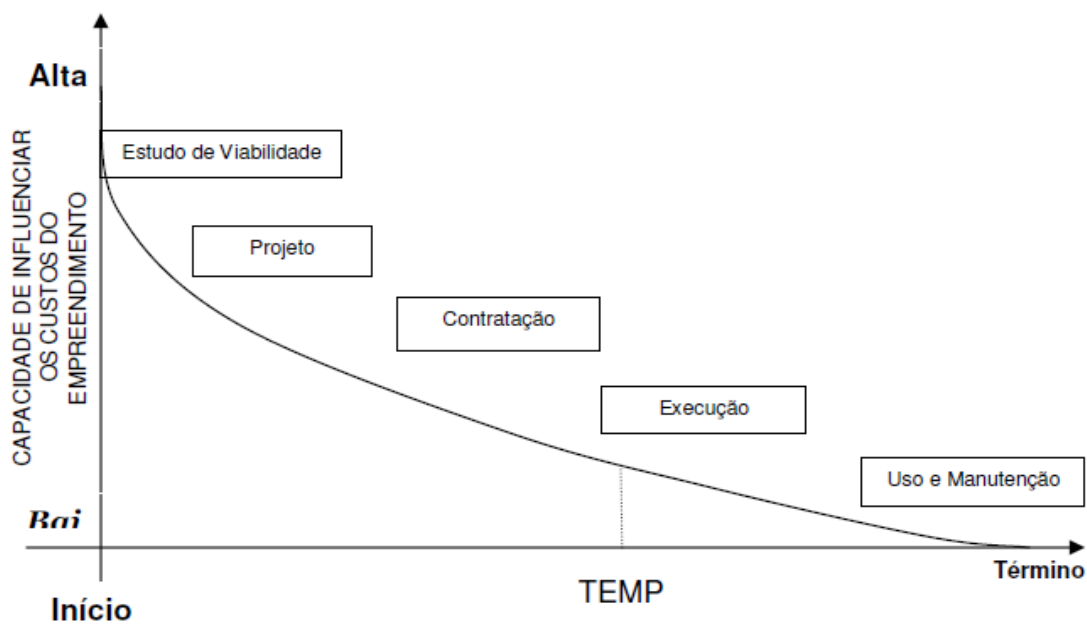 Alta
CAPACIDADE DE INFLUENCIAR
OS CUSTOS DO
EMPREENDIMENTO
Estudo de Viabilidade
Projeto
Contratação
Execução
Uso e Manutenção
Bai
Término
TEMP
Início